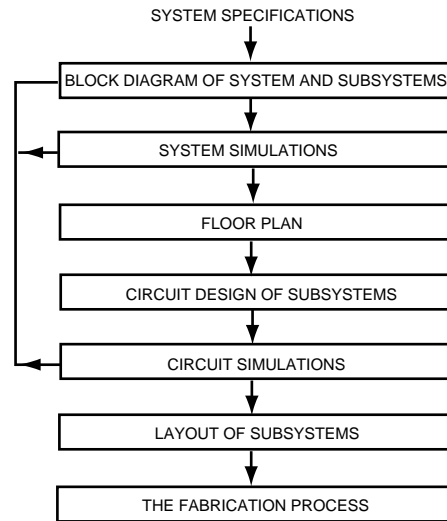 SYSTEM SPECIFICATIONS
BLOCK DIAGRAM OF SYSTEM AND SUBSYSTEMS
SYSTEM SIMULATIONS
FLOOR PLAN
CIRCUIT DESIGN OF SUBSYSTEMS
CIRCUIT SIMULATIONS
LAYOUT OF SUBSYSTEMS
THE FABRICATION PROCESS